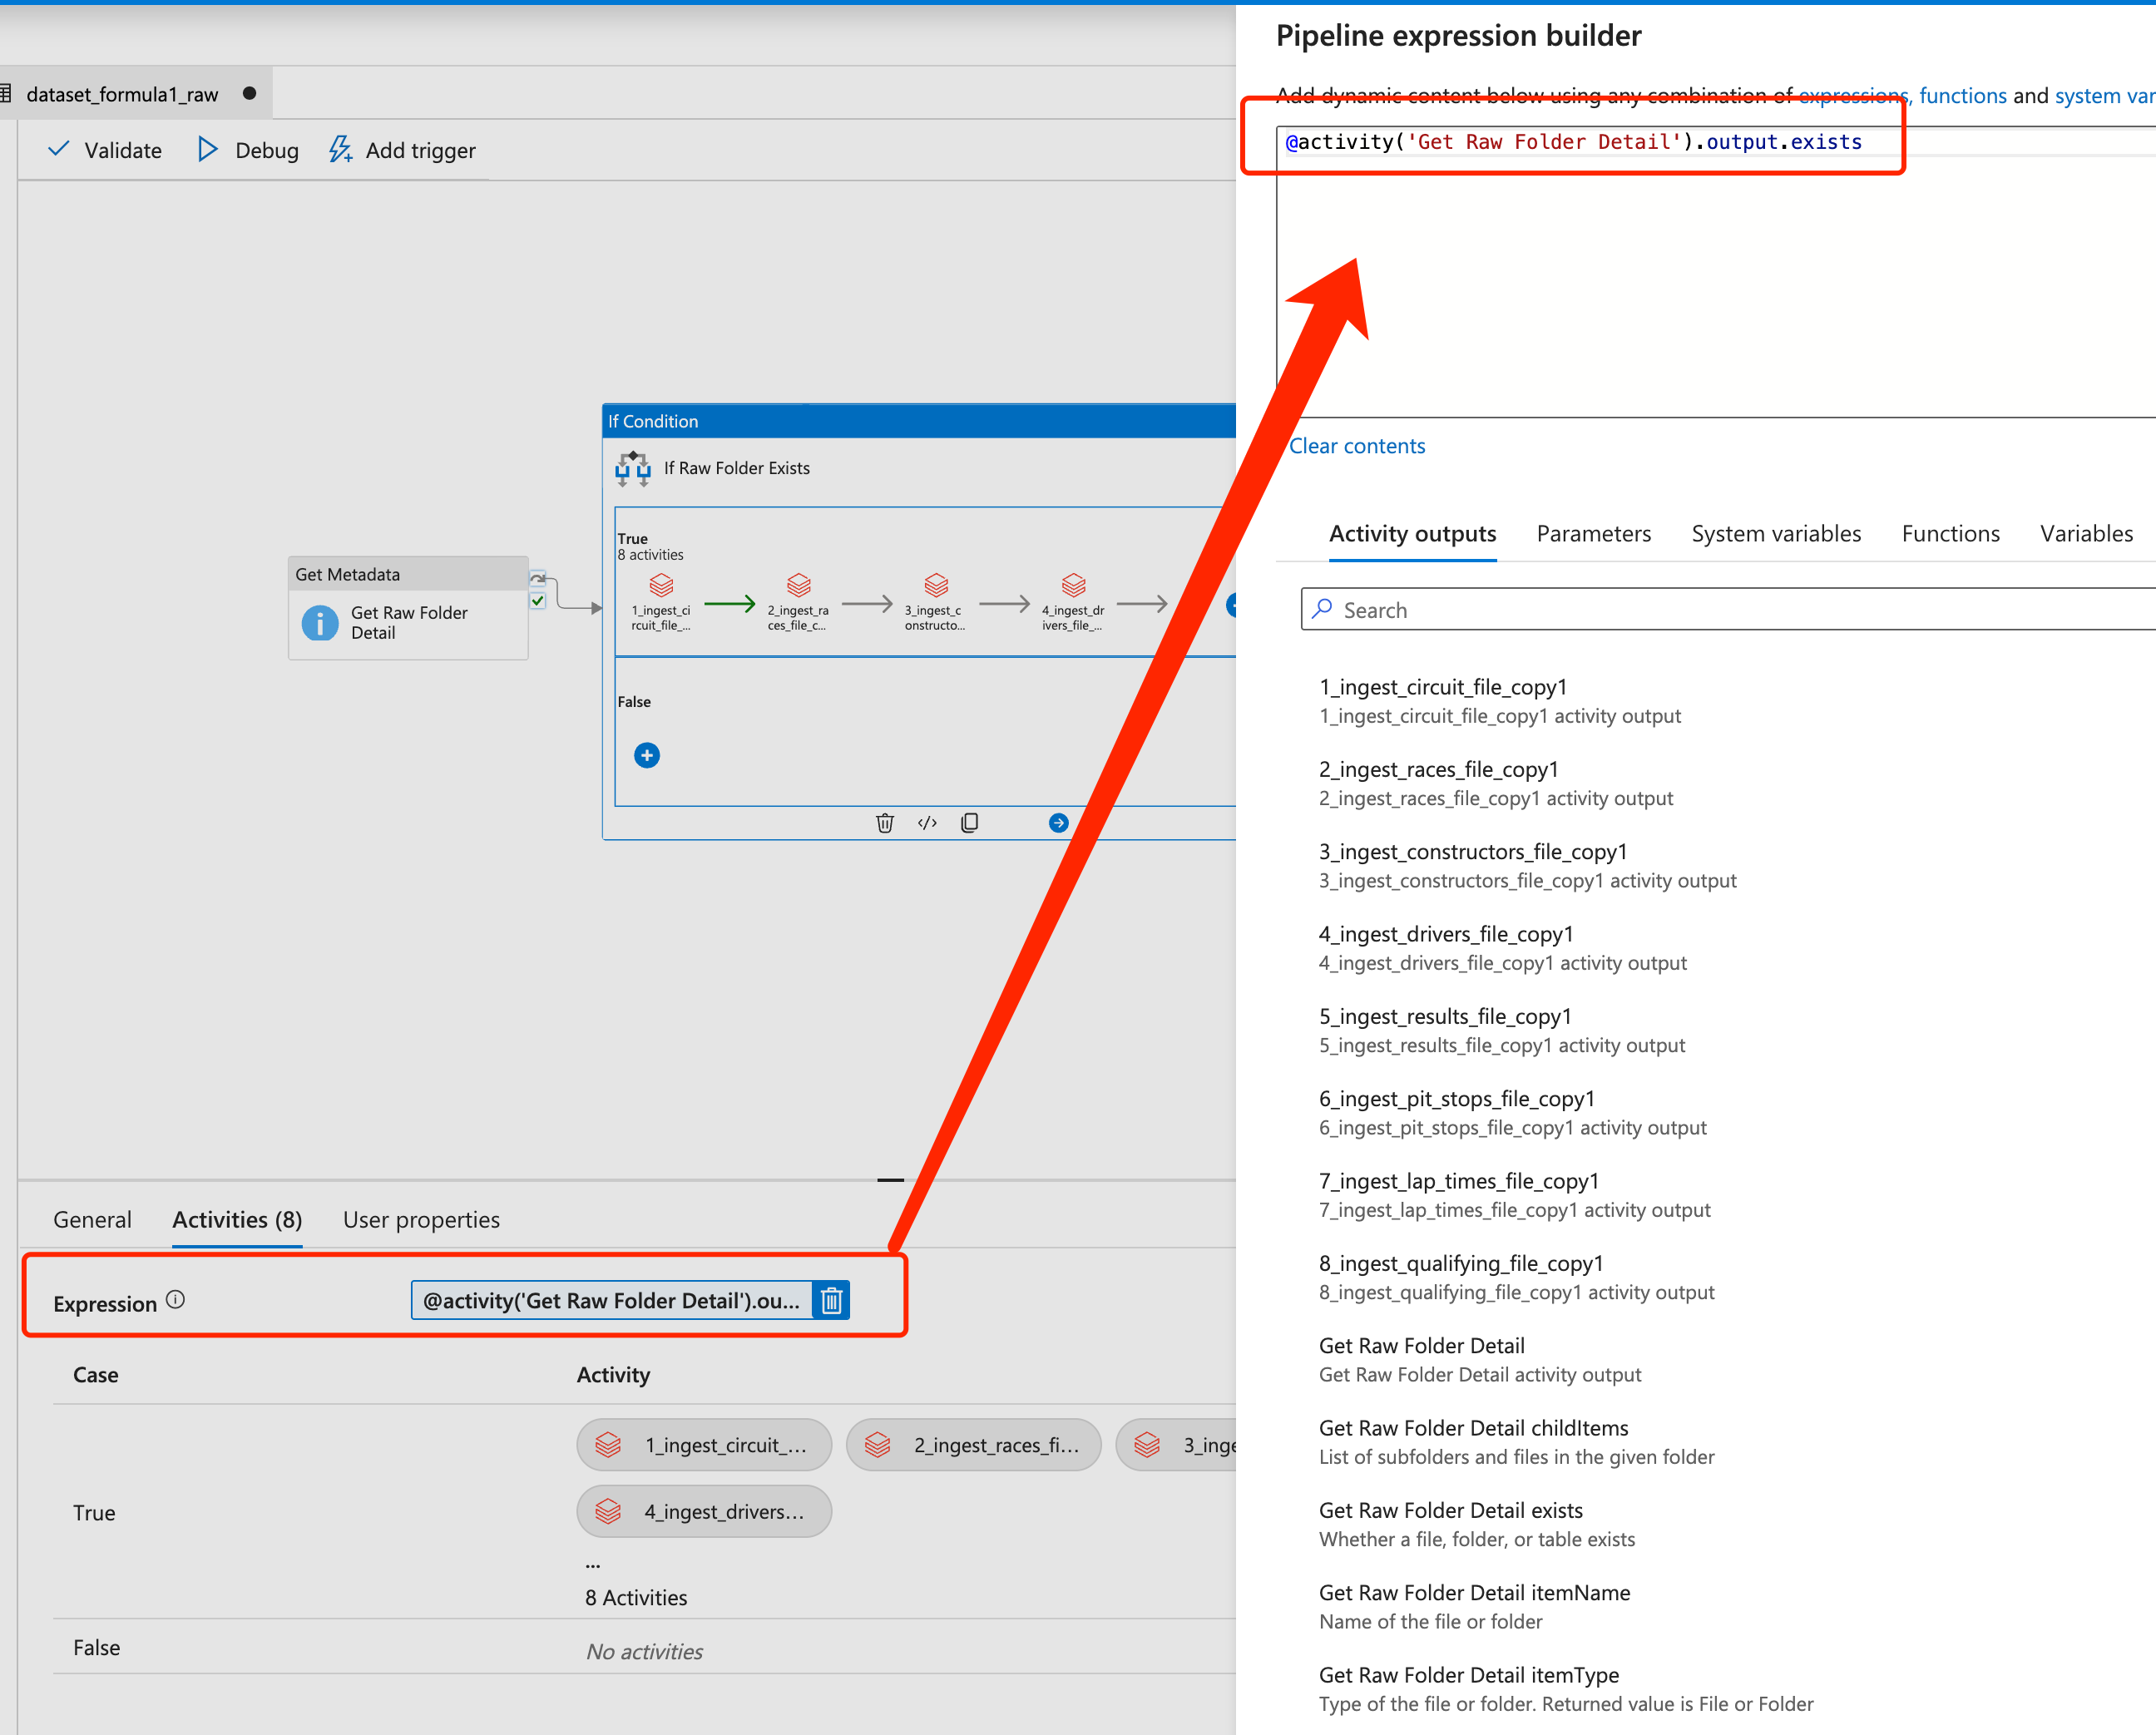 dataset_formula1_raw
Validate
Debug
Add trigger
If Condition
If Raw Folder Exists
True
8 activities
1_ingest_ci
rcuit_file_...
2_ingest_ra
ces_file_c...
3_ingest_c
onstructo...
4_ingest_dr
ivers_file_...
Get Metadata
Get Raw Folder
Detail
False
General
Activities (8)
User properties
Expression
@activity('Get Raw Folder Detail').ou...
Case
Activity
True
1_ingest_circuit_...
2_ingest_races_fi...
3_inge
4_ingest_drivers...
...
8 Activities
False
No activities
Pipeline expression builder
Add dynamic content below using any combination of expressions, functions and system var
@activity('Get Raw Folder Detail').output.exists
Clear contents
Activity outputs
Parameters
System variables
Functions
Variables
Search
1_ingest_circuit_file_copy1
1_ingest_circuit_file_copy1 activity output
2_ingest_races_file_copy1
2_ingest_races_file_copy1 activity output
3_ingest_constructors_file_copy1
3_ingest_constructors_file_copy1 activity output
4_ingest_drivers_file_copy1
4_ingest_drivers_file_copy1 activity output
5_ingest_results_file_copy1
5_ingest_results_file_copy1 activity output
6_ingest_pit_stops_file_copy1
6_ingest_pit_stops_file_copy1 activity output
7_ingest_lap_times_file_copy1
7_ingest_lap_times_file_copy1 activity output
8_ingest_qualifying_file_copy1
8_ingest_qualifying_file_copy1 activity output
Get Raw Folder Detail
Get Raw Folder Detail activity output
Get Raw Folder Detail childItems
List of subfolders and files in the given folder
Get Raw Folder Detail exists
Whether a file, folder, or table exists
Get Raw Folder Detail itemName
Name of the file or folder
Get Raw Folder Detail itemType
Type of the file or folder. Returned value is File or Folder